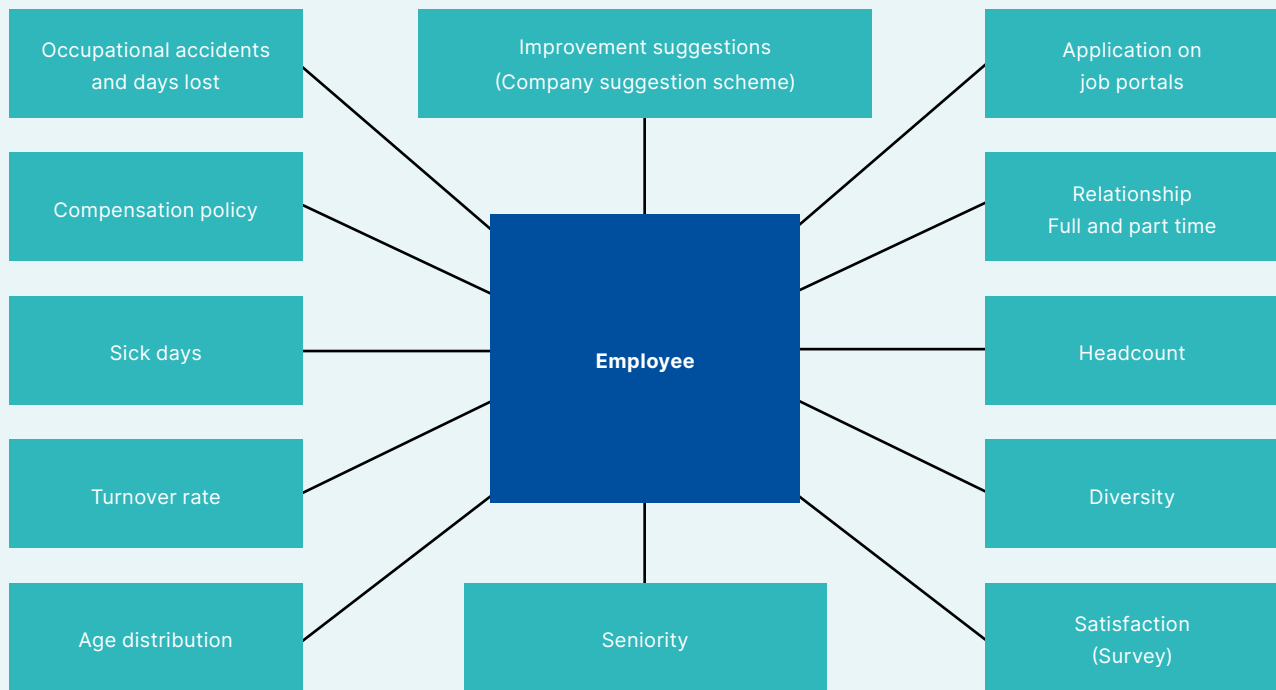 Occupational accidents
and days lost
Improvement suggestions
(Company suggestion scheme)
Application on
job portals
Compensation policy
Relationship
Full and part time
Sick days
Employee
Headcount
Turnover rate
Diversity
Age distribution
Seniority
Satisfaction
(Survey)